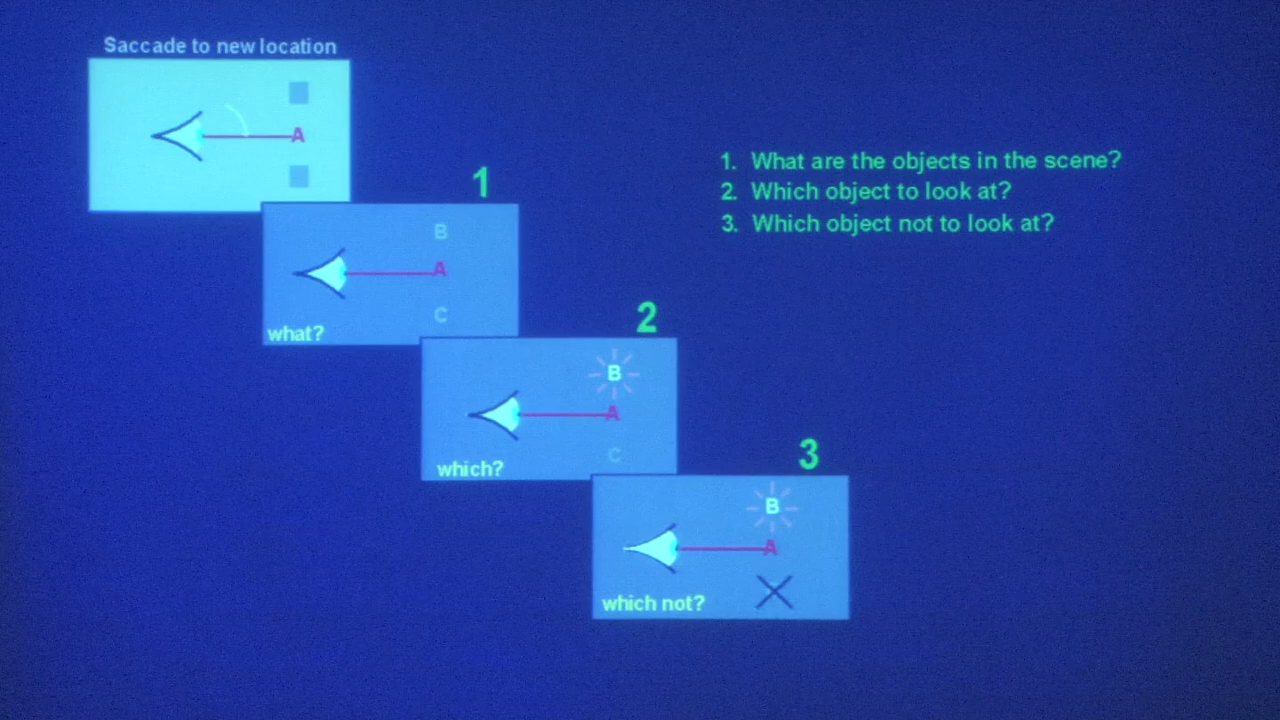 Saccade to new location
A
1
B
A
C
what?
2
B
A
C
which?
3
B
A
which not?
1. What are the objects in the scene?
2. Which object to look at?
3. Which object not to look at?